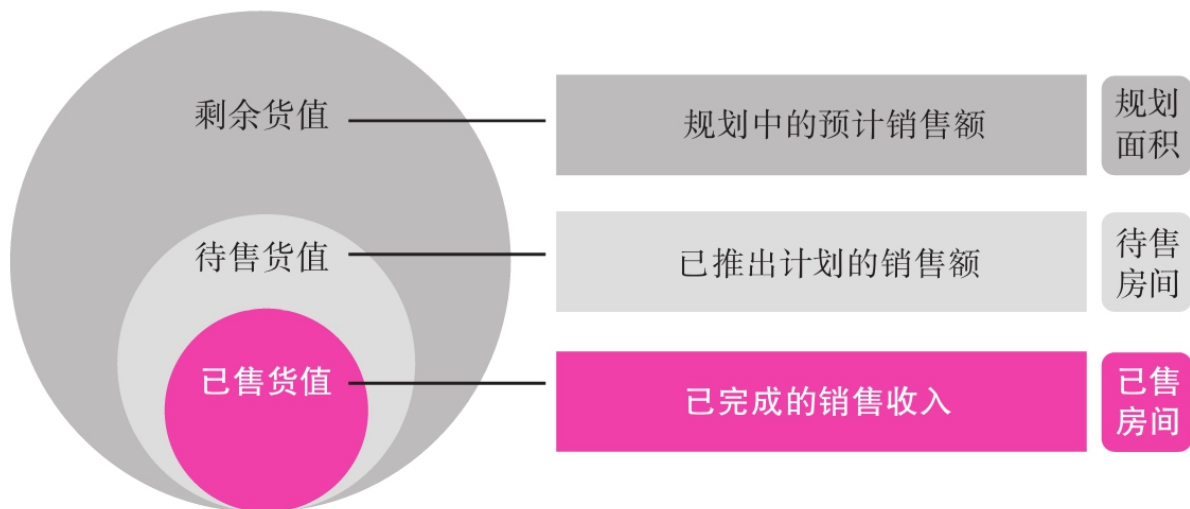 剩余货值
规划中的预计销售额
规划
面积
待售货值
已推出计划的销售额
待售
房间
已售货值
已完成的销售收入
已售
房间